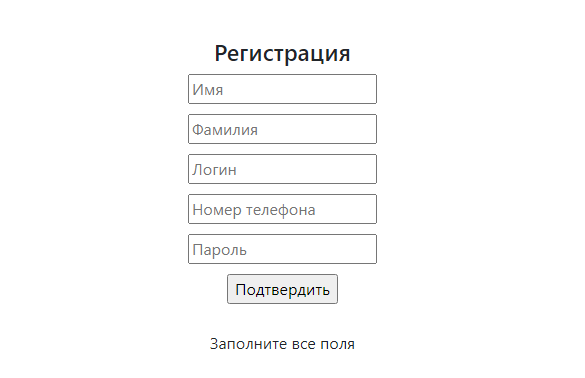 Регистрация
Имя
Фамилия
Логин
Номер телефона
Пароль
Подтвердить
Заполните все поля